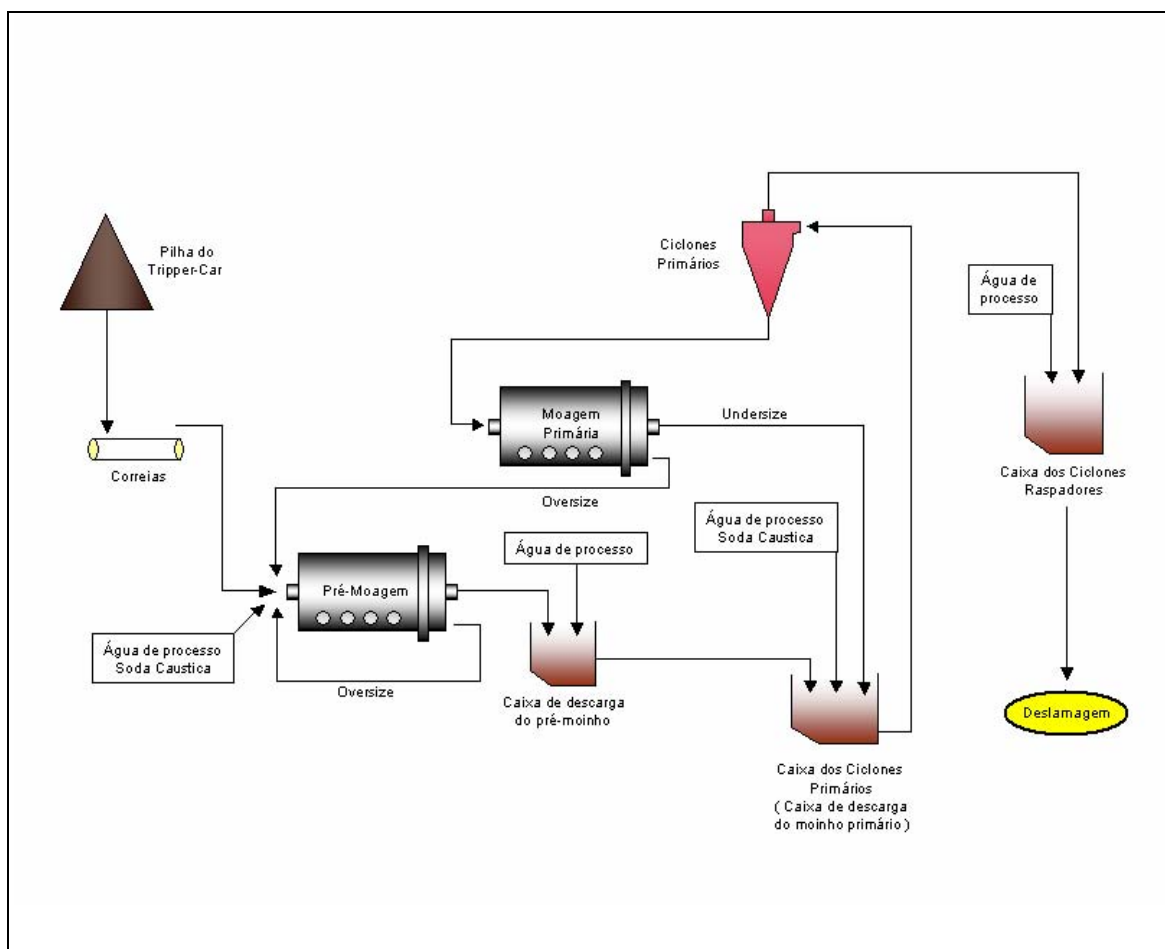 Pilha do
Tripper-Car
Correias
Ciclones
Primários
Água de
processo
Caixa dos Ciclones
Raspadores
Moagem
Primária
Undersize
Oversize
Água de processo
Soda Caustica
Água de processo
Pré-Moagem
Água de processo
Soda Caustica
Oversize
Caixa de descarga
do pré-moinho
Caixa dos Ciclones
Primários
( Caixa de descarga
do moinho primário )
Deslamagem